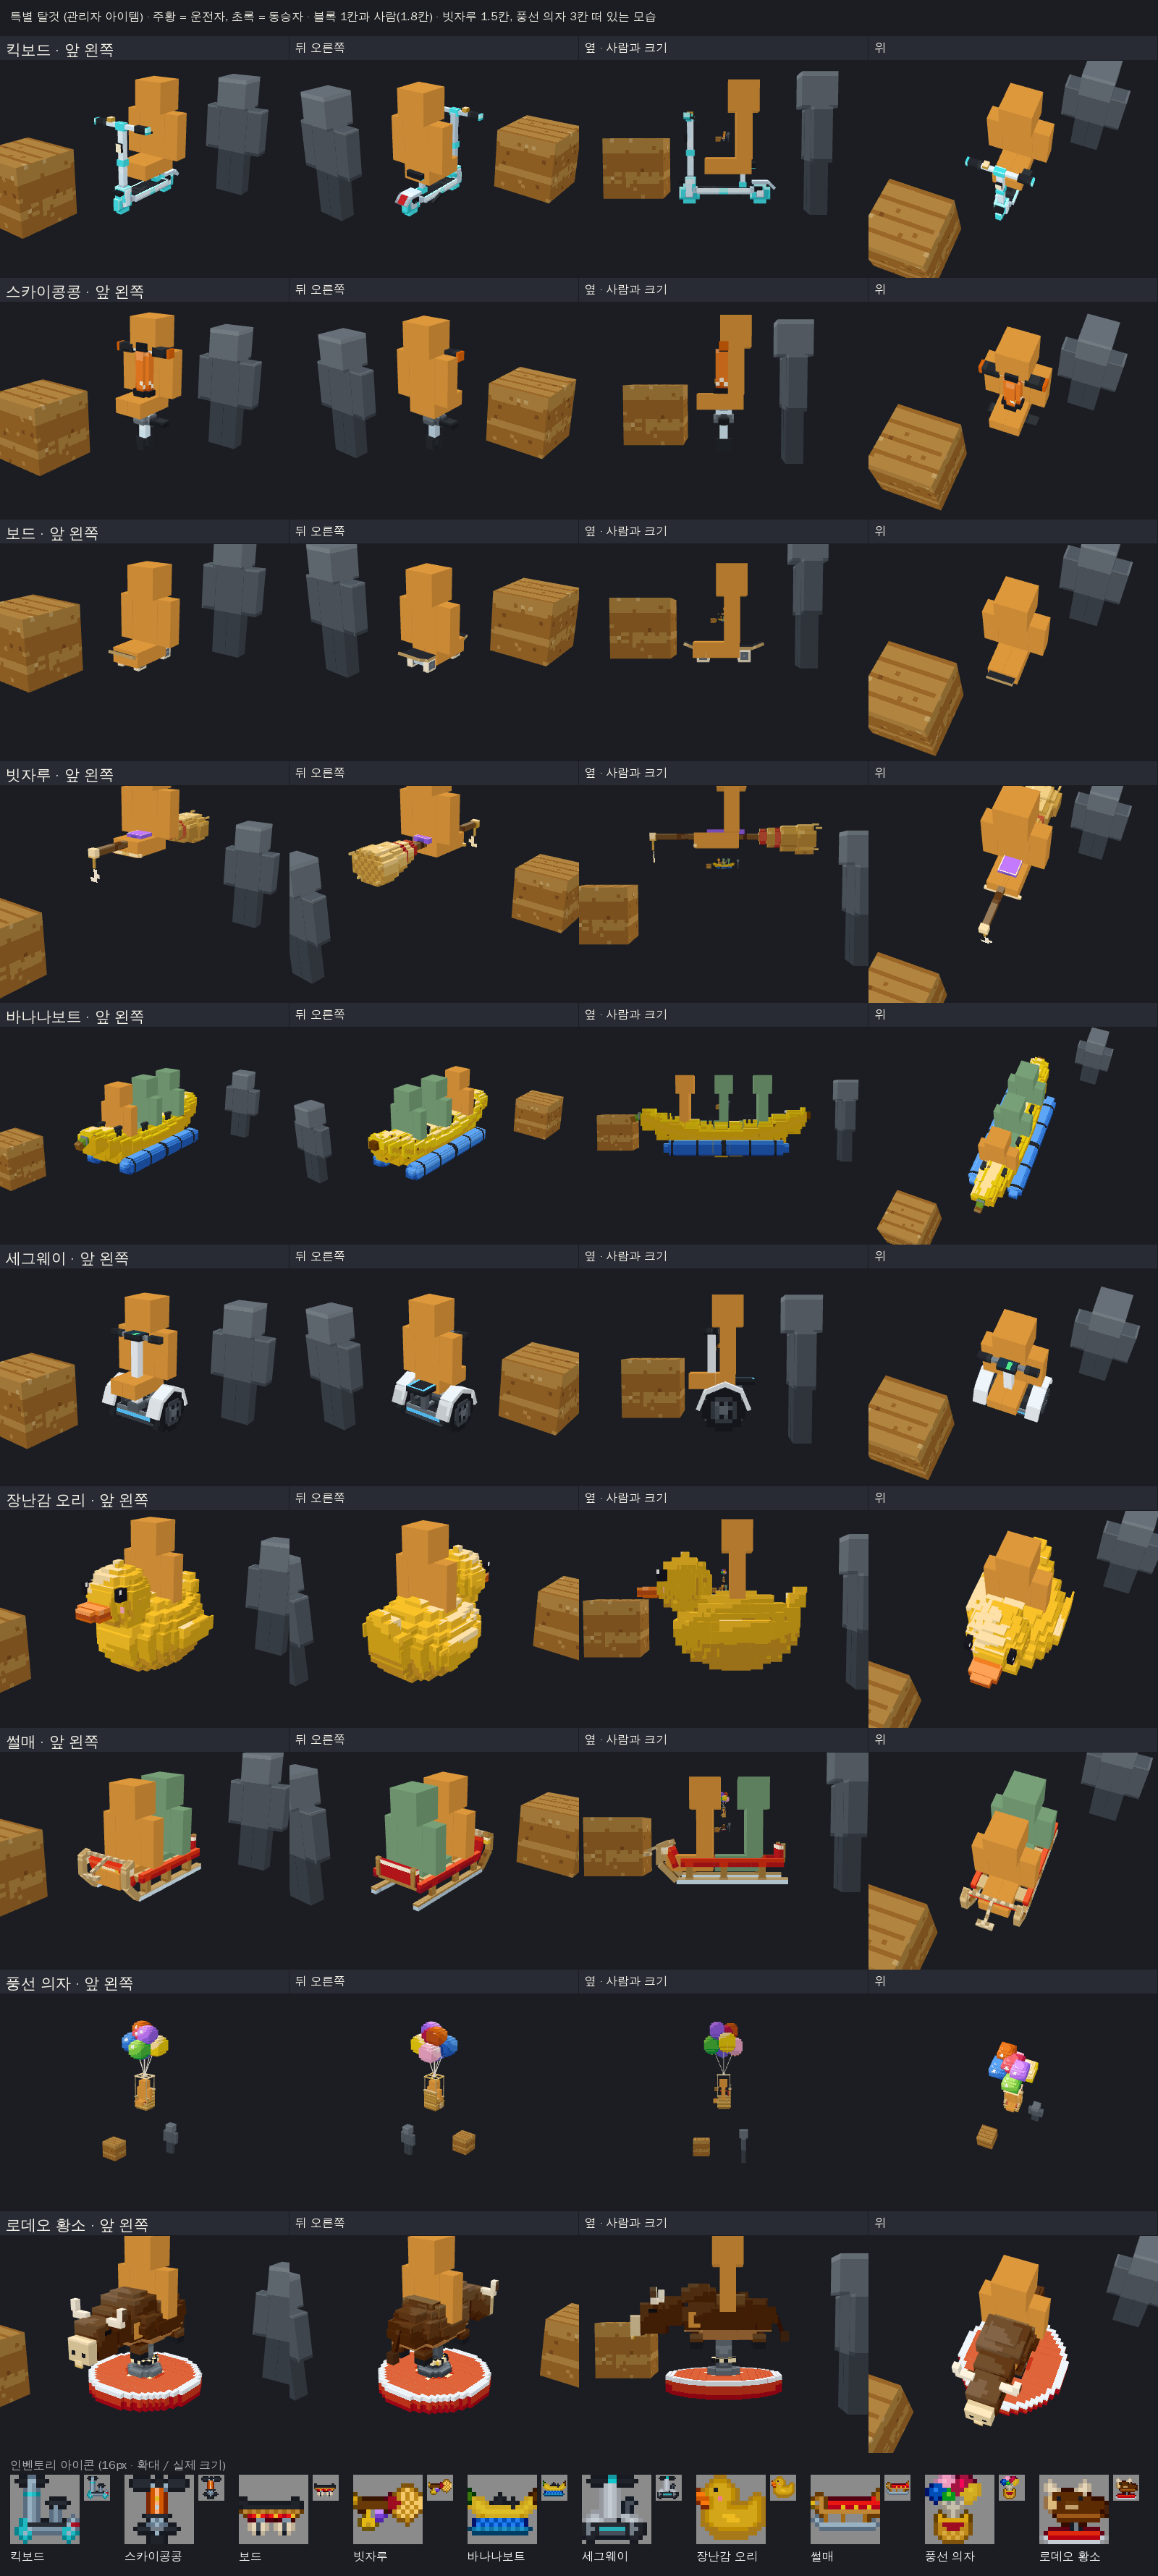 특별 탈것 (관리자 아이템) · 주황 = 운전자, 초록 = 동승자 · 블록 1칸과 사람(1.8칸) · 빗자루 1.5칸, 풍선 의자 3칸 떠 있는 모습
킥보드 · 앞 왼쪽 뒤 오른쪽 옆 · 사람과 크기 위
스카이콩콩 · 앞 왼쪽 뒤 오른쪽 옆 · 사람과 크기 위
보드 · 앞 왼쪽 뒤 오른쪽 옆 · 사람과 크기 위
빗자루 · 앞 왼쪽 뒤 오른쪽 옆 · 사람과 크기 위
바나나보트 · 앞 왼쪽 뒤 오른쪽 옆 · 사람과 크기 위
세그웨이 · 앞 왼쪽 뒤 오른쪽 옆 · 사람과 크기 위
장난감 오리 · 앞 왼쪽 뒤 오른쪽 옆 · 사람과 크기 위
썰매 · 앞 왼쪽 뒤 오른쪽 옆 · 사람과 크기 위
풍선 의자 · 앞 왼쪽 뒤 오른쪽 옆 · 사람과 크기 위
로데오 황소 · 앞 왼쪽 뒤 오른쪽 옆 · 사람과 크기 위
인벤토리 아이콘 (16px · 확대 / 실제 크기)
킥보드 스카이콩콩 보드 빗자루 바나나보트 세그웨이 장난감 오리 썰매 풍선 의자 로데오 황소